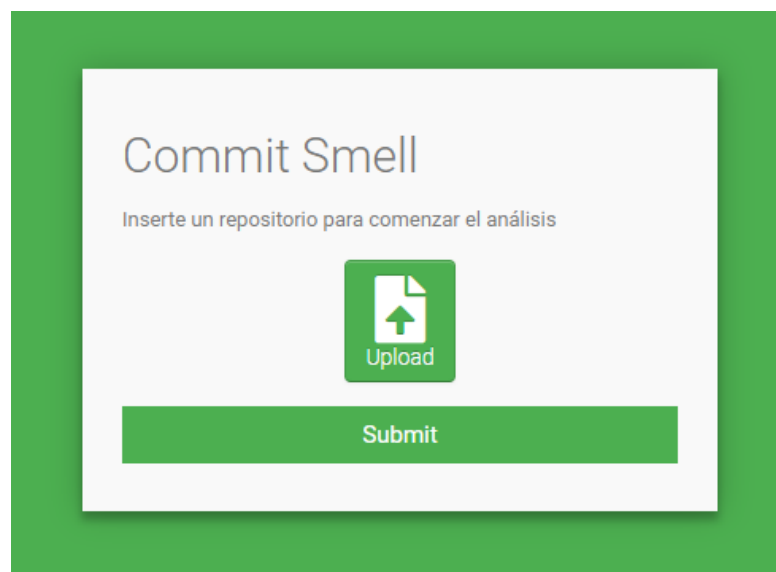 Commit Smell
Inserte un repositorio para comenzar el análisis
Upload
Submit